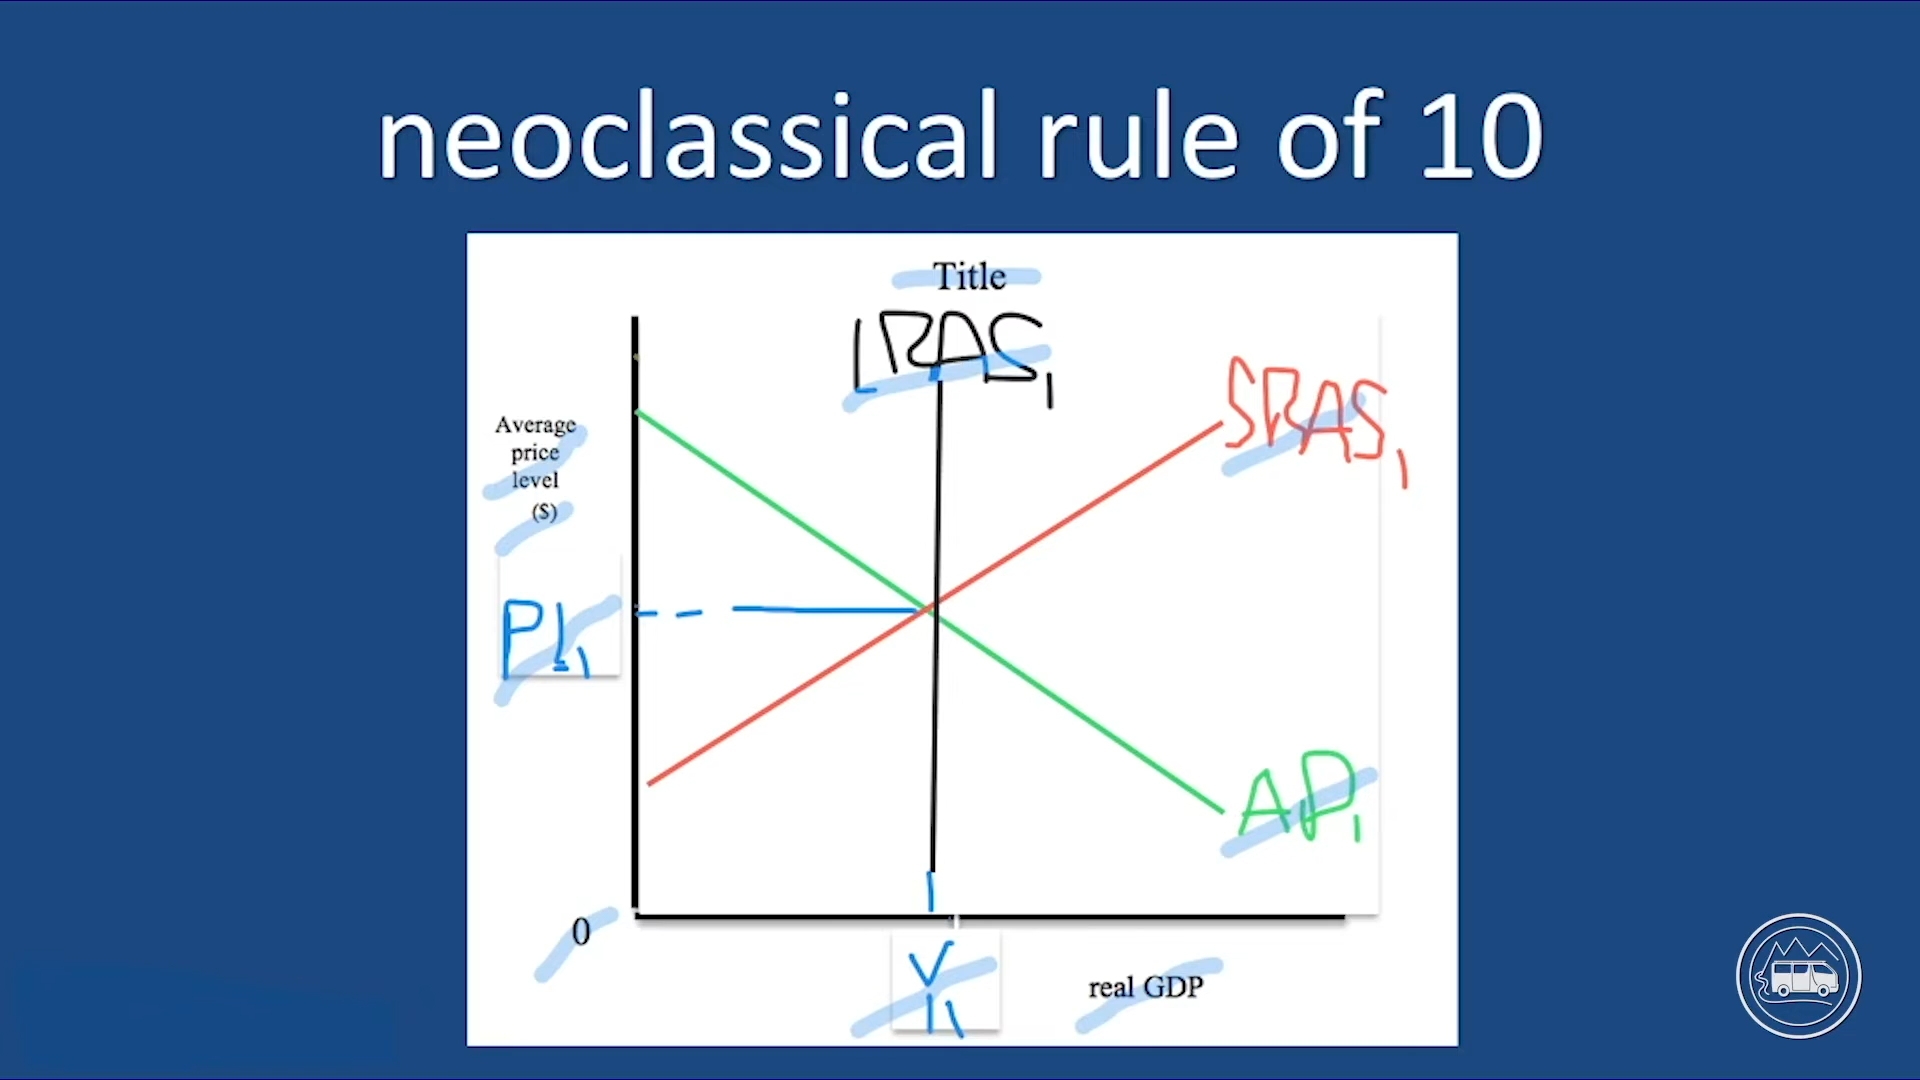 neoclassical rule of 10
Title
LRAS1
SRAS1
Average
price
level
($)
PL1
AD1
0
Y1
real GDP